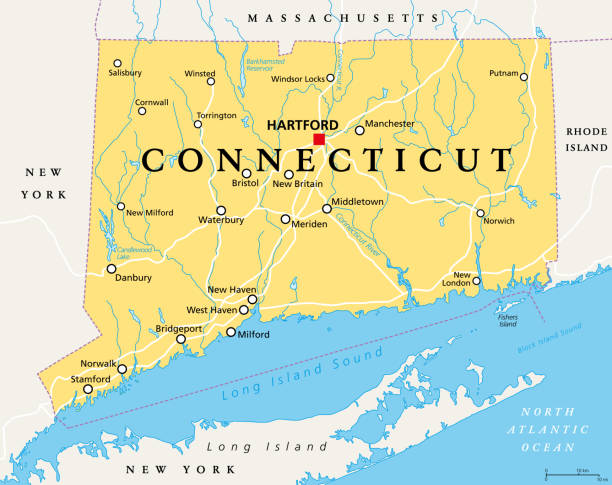 MASSACHUSETTS
Salisbury
Winsted
Barkhamsted
Reservoir
Windsor Locks
Connecticut R.
Putnam
Cornwall
Torrington
HARTFORD
Manchester
RHODE
ISLAND
CONNECTICUT
NEW
YORK
Bristol
New Britain
New Milford
Waterbury
Middletown
Meriden
Connecticut River
Norwich
Candlewood
Lake
Danbury
New
London
New Haven
West Haven
Fishers
Island
Bridgeport
Milford
Block Island Sound
Norwalk
Stamford
Long Island Sound
NORTH
ATLANTIC
OCEAN
Long Island
NEW YORK
0
10 km
0
10 mi